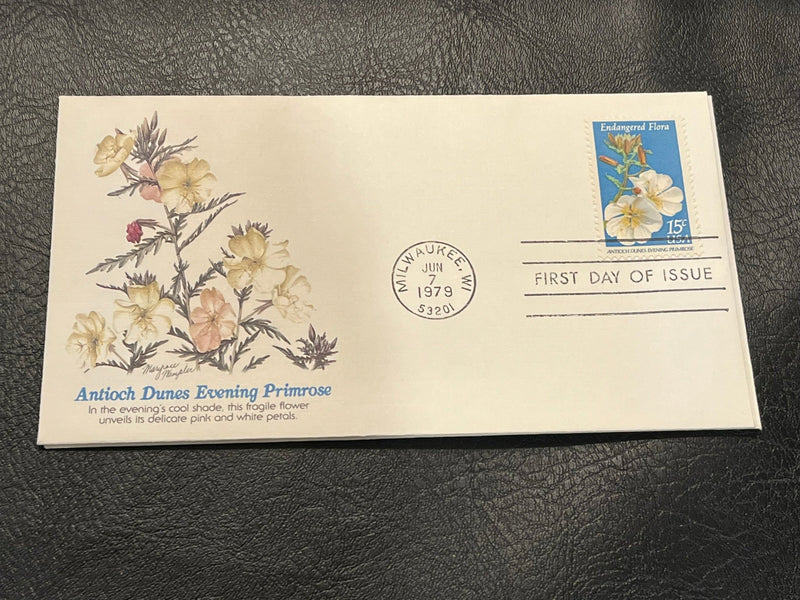 Endangered Flora
15c
USA
ANTIOCH DUNES EVENING PRIMROSE
MILWAUKEE, WI
JUN
7
1979
53201
FIRST DAY OF ISSUE
Antioch Dunes Evening Primrose
In the evening's cool shade, this fragile flower
unveils its delicate pink and white petals.